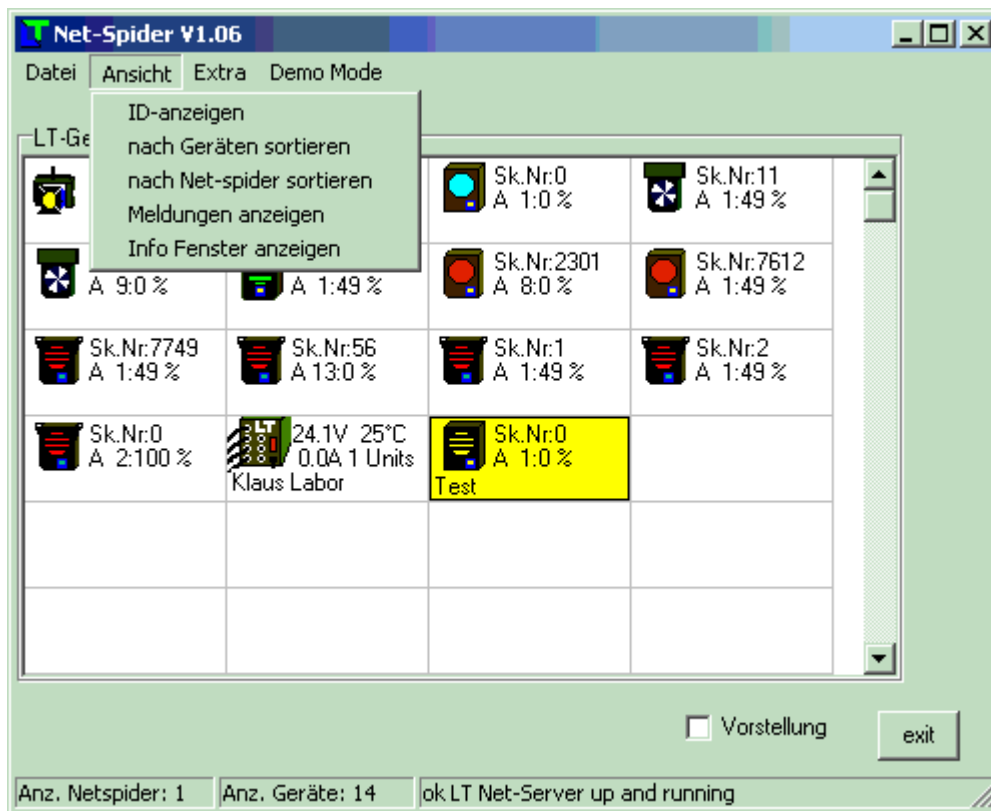 Net-Spider V1.06
Datei Ansicht Extra Demo Mode
ID-anzeigen
nach Geräten sortieren
nach Net-spider sortieren
Meldungen anzeigen
Info Fenster anzeigen
LT-Ge
Sk.Nr:0
A 1:0 %
Sk.Nr:11
A 1:49 %
A 9:0 %
A 1:49 %
Sk.Nr:2301
A 8:0 %
Sk.Nr:7612
A 1:49 %
Sk.Nr:7749
A 1:49 %
Sk.Nr:56
A 13:0 %
Sk.Nr:1
A 1:49 %
Sk.Nr:2
A 1:49 %
Sk.Nr:0
A 2:100 %
LT
24.1V 25°C
0.0A 1 Units
Klaus Labor
Sk.Nr:0
A 1:0 %
Test
Vorstellung
exit
Anz. Netspider: 1
Anz. Geräte: 14
ok LT Net-Server up and running